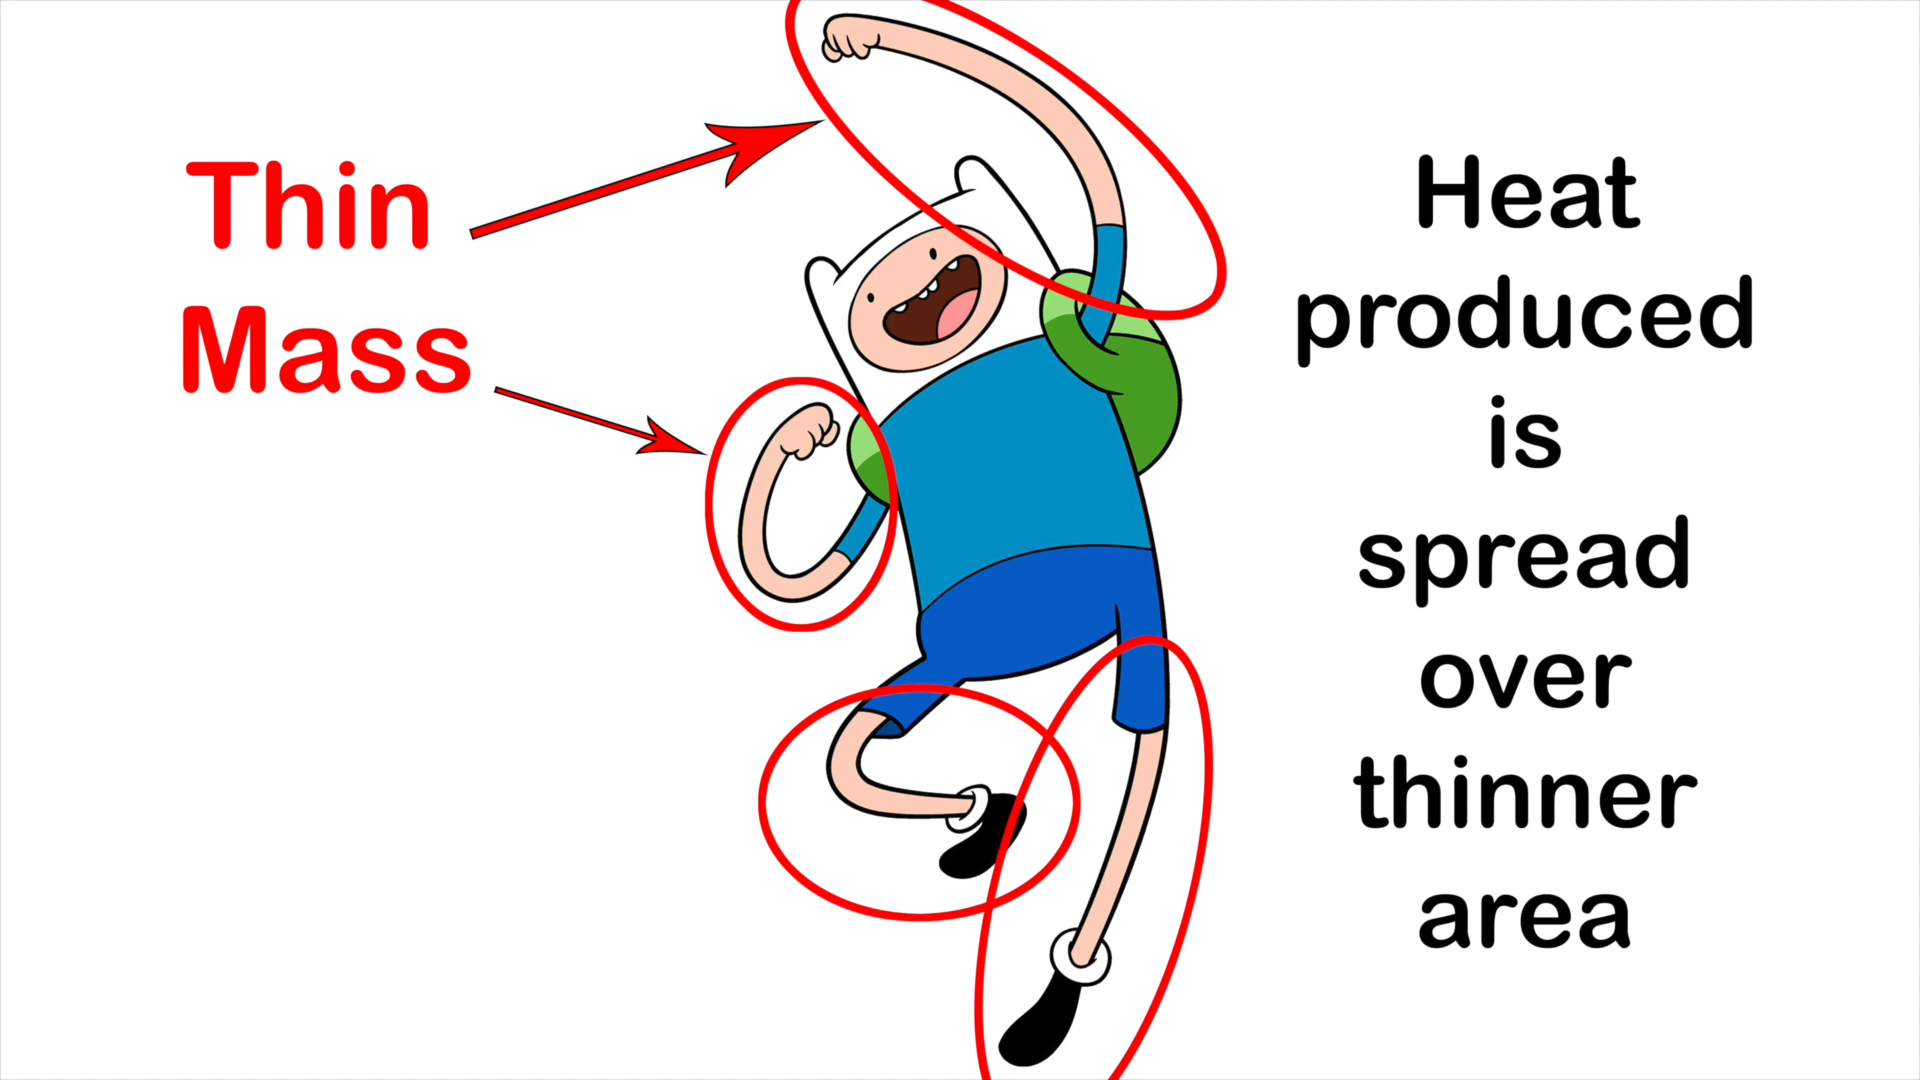 Thin
Mass
Heat
produced
is
spread
over
thinner
area